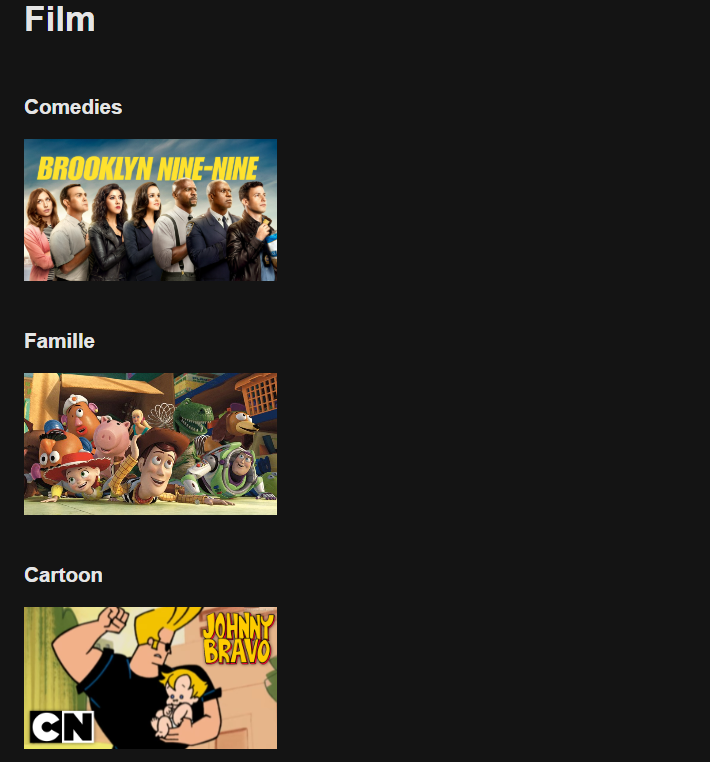 Film
Comedies
BROOKLYN NINE-NINE
Famille
Cartoon
JOHNNY
BRAVO
CN